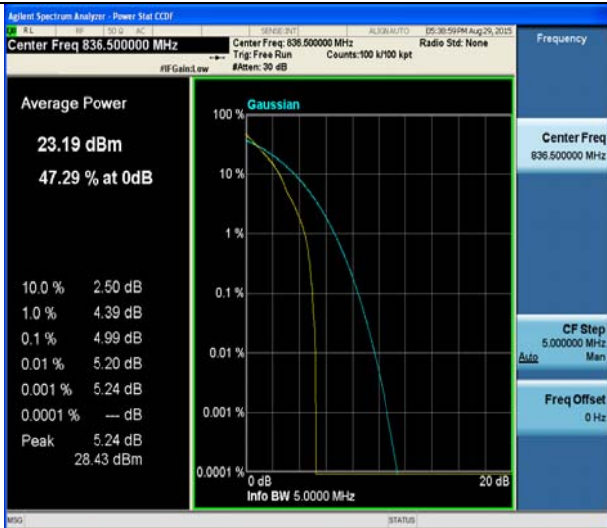 Agilent Spectrum Analyzer - Power Stat CCDF
RL RF 50 Ω AC SENSE:INT ALIGNAUTO 05:38:59PM Aug 29, 2015
Center Freq 836.500000 MHz
Center Freq: 836.500000 MHz Radio Std: None
Trig: Free Run Counts:100 k/100 kpt
#IFGain:Low #Atten: 30 dB
Frequency
Average Power
23.19 dBm
47.29 % at 0dB
10.0 % 2.50 dB
1.0 % 4.39 dB
0.1 % 4.99 dB
0.01 % 5.20 dB
0.001 % 5.24 dB
0.0001 % --- dB
Peak 5.24 dB
28.43 dBm
Gaussian
100 %
10 %
1 %
0.1 %
0.01 %
0.001 %
0.0001 %
0 dB 20 dB
Info BW 5.0000 MHz
Center Freq
836.500000 MHz
CF Step
5.000000 MHz
Auto Man
Freq Offset
0 Hz
MSG STATUS